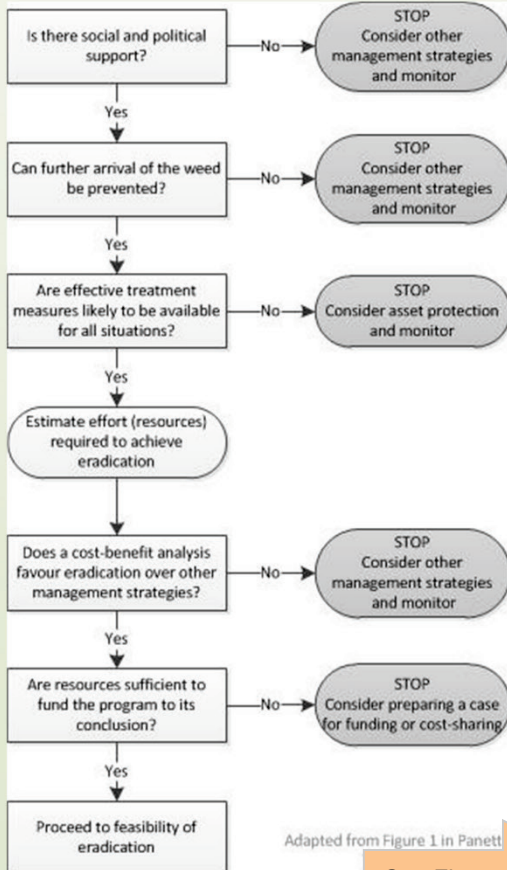 Is there social and political
support?
No
STOP
Consider other
management strategies
and monitor
Yes
Can further arrival of the weed
be prevented?
No
STOP
Consider other
management strategies
and monitor
Yes
Are effective treatment
measures likely to be available
for all situations?
No
STOP
Consider asset protection
and monitor
Yes
Estimate effort (resources)
required to achieve
eradication
Does a cost-benefit analysis
favour eradication over other
management strategies?
No
STOP
Consider other
management strategies
and monitor
Yes
Are resources sufficient to
fund the program to its
conclusion?
No
STOP
Consider preparing a case
for funding or cost-sharing
Yes
Proceed to feasibility of
eradication
Adapted from Figure 1 in Panett